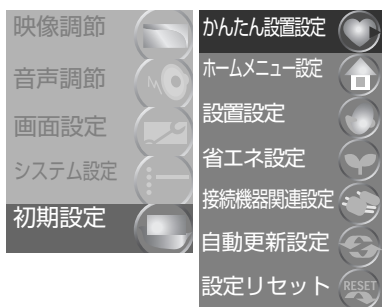 映像調節
音声調節
画面設定
システム設定
初期設定
かんたん設置設定
ホームメニュー設定
設置設定
省エネ設定
接続機器関連設定
自動更新設定
設定リセット
RESET